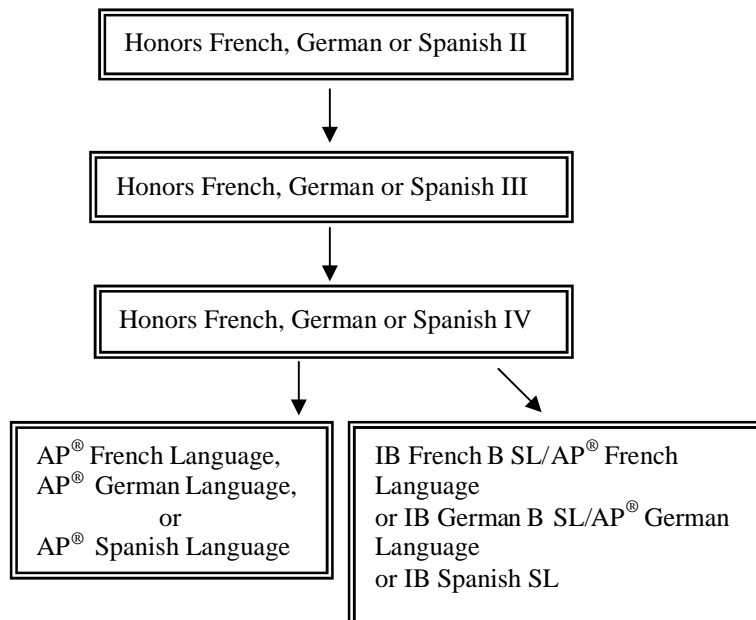 Honors French, German or Spanish II
Honors French, German or Spanish III
Honors French, German or Spanish IV
AP® French Language,
AP® German Language,
or
AP® Spanish Language
IB French B SL/AP® French
Language
or IB German B SL/AP® German
Language
or IB Spanish SL